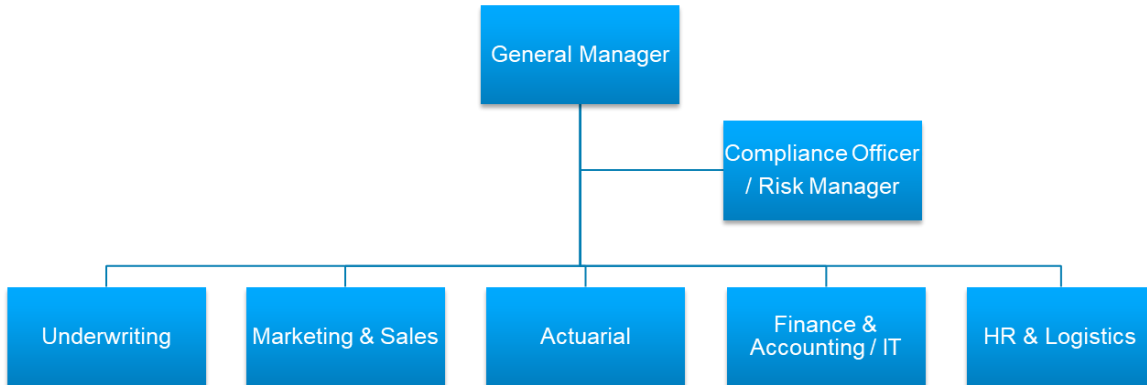 General Manager
Compliance Officer
/ Risk Manager
Underwriting
Marketing & Sales
Actuarial
Finance &
Accounting / IT
HR & Logistics